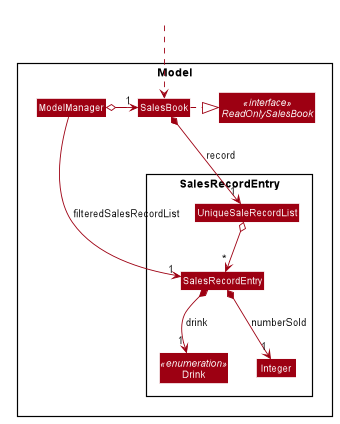 Model
ModelManager
1
SalesBook
«interface»
ReadOnlySalesBook
record
1
SalesRecordEntry
UniqueSaleRecordList
filteredSalesRecordList
*
1
SalesRecordEntry
drink
numberSold
1
1
«enumeration»
Drink
Integer